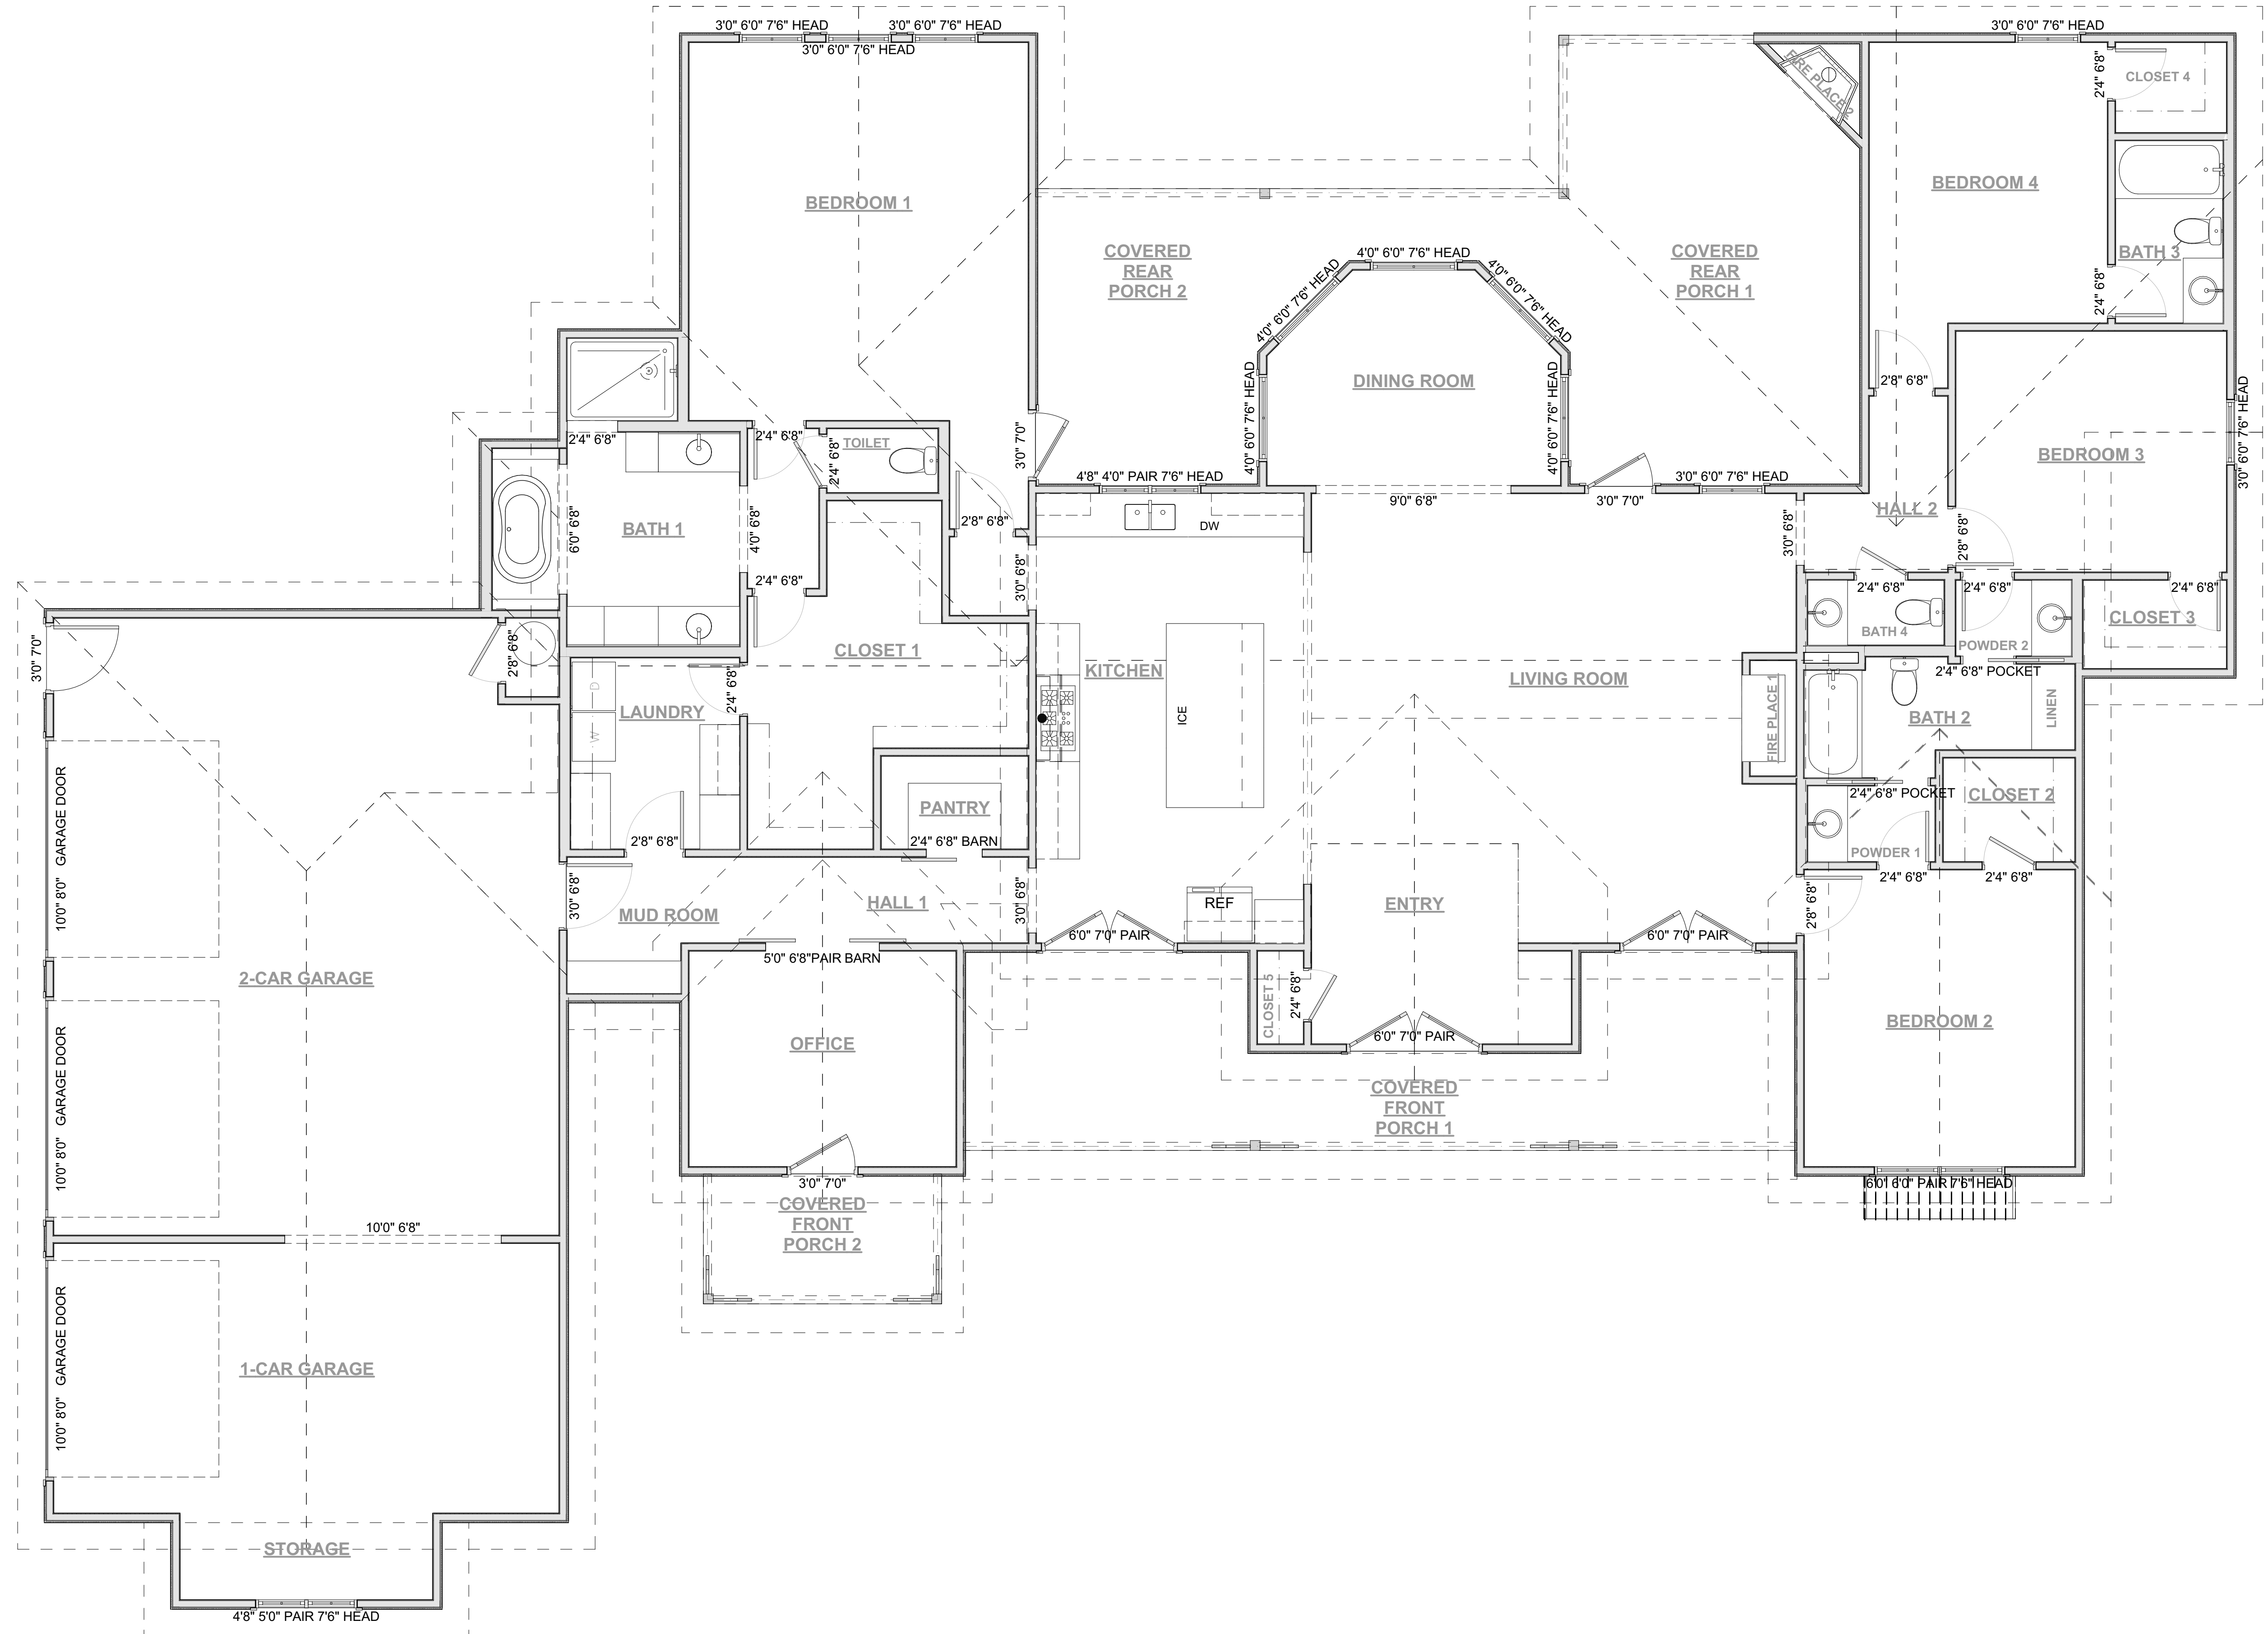 3'0" 6'0" 7'6" HEAD
3'0" 6'0" 7'6" HEAD
3'0" 6'0" 7'6" HEAD
3'0" 6'0" 7'6" HEAD
FIRE PLACE 2
2'4" 6'8"
CLOSET 4
BEDROOM 1
BEDROOM 4
COVERED
REAR
PORCH 2
COVERED
REAR
PORCH 1
BATH 3
2'4" 6'8"
4'0" 6'0" 7'6" HEAD
4'0" 6'0" 7'6" HEAD
4'0" 6'0" 7'6" HEAD
4'0" 6'0" 7'6" HEAD
4'0" 6'0" 7'6" HEAD
DINING ROOM
2'8" 6'8"
3'0" 6'0" 7'6" HEAD
2'4" 6'8"
2'4" 6'8"
TOILET
2'4" 6'8"
3'0" 7'0"
BEDROOM 3
4'8" 4'0" PAIR 7'6" HEAD
3'0" 6'0" 7'6" HEAD
9'0" 6'8"
3'0" 7'0"
6'0" 6'8"
BATH 1
4'0" 6'8"
2'8" 6'8"
DW
HALL 2
3'0" 6'8"
2'8" 6'8"
2'4" 6'8"
3'0" 6'8"
2'4" 6'8"
2'4" 6'8"
2'4" 6'8"
CLOSET 3
BATH 4
POWDER 2
3'0" 7'0"
2'8" 6'8"
CLOSET 1
KITCHEN
LIVING ROOM
2'4" 6'8" POCKET
D
W
LAUNDRY
2'4" 6'8"
ICE
FIRE PLACE 1
BATH 2
LINEN
PANTRY
2'4" 6'8" POCKET
CLOSET 2
2'8" 6'8"
2'4" 6'8" BARN
POWDER 1
2'4" 6'8"
2'4" 6'8"
10'0" 8'0" GARAGE DOOR
3'0" 6'8"
MUD ROOM
HALL 1
3'0" 6'8"
REF
ENTRY
2'8" 6'8"
6'0" 7'0" PAIR
6'0" 7'0" PAIR
5'0" 6'8"PAIR BARN
2-CAR GARAGE
CLOSET 5
2'4" 6'8"
OFFICE
6'0" 7'0" PAIR
BEDROOM 2
10'0" 8'0" GARAGE DOOR
COVERED
FRONT
PORCH 1
3'0" 7'0"
6'0" 6'0" PAIR 7'6" HEAD
COVERED
FRONT
PORCH 2
10'0" 6'8"
10'0" 8'0" GARAGE DOOR
1-CAR GARAGE
STORAGE
4'8" 5'0" PAIR 7'6" HEAD